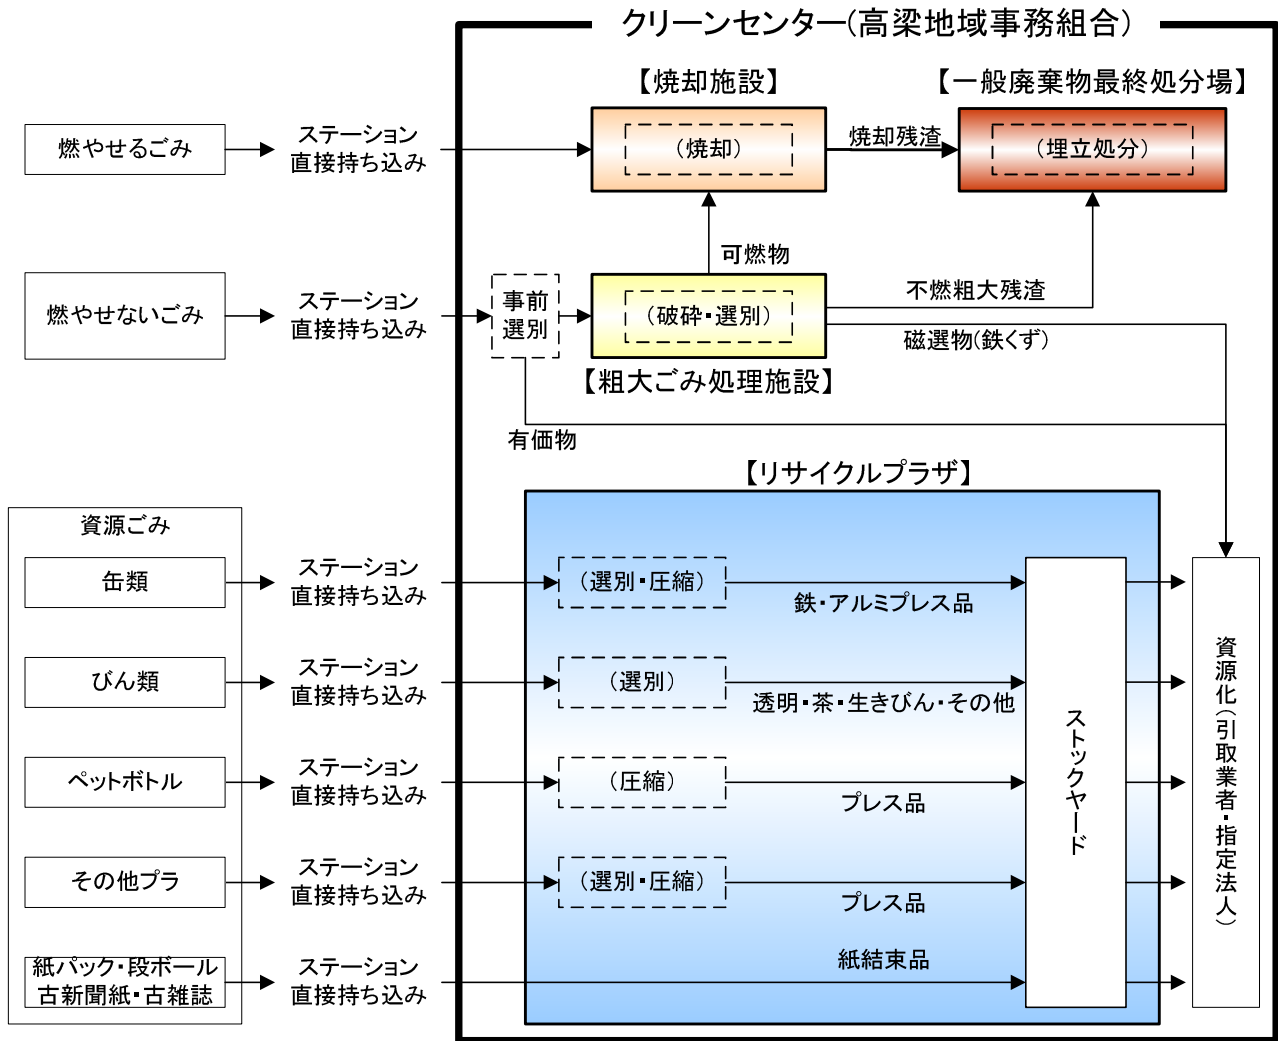 クリーンセンター(高梁地域事務組合)
【焼却施設】
【一般廃棄物最終処分場】
燃やせるごみ
ステーション
直接持ち込み
(焼却)
焼却残渣
(埋立処分)
可燃物
燃やせないごみ
ステーション
直接持ち込み
事前
選別
(破砕・選別)
不燃粗大残渣
磁選物(鉄くず)
【粗大ごみ処理施設】
有価物
【リサイクルプラザ】
資源ごみ
缶類
ステーション
直接持ち込み
(選別・圧縮)
鉄・アルミプレス品
びん類
ステーション
直接持ち込み
(選別)
透明・茶・生きびん・その他
ペットボトル
ステーション
直接持ち込み
(圧縮)
プレス品
その他プラ
ステーション
直接持ち込み
(選別・圧縮)
プレス品
紙パック・段ボール
古新聞紙・古雑誌
ステーション
直接持ち込み
紙結束品
ストックヤード
資源化(引取業者・指定法人)